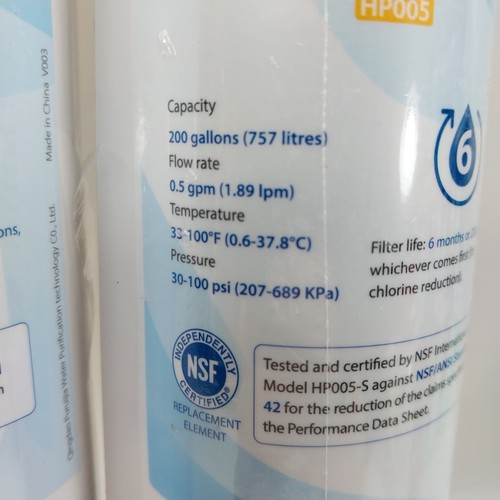 HP005
Capacity
200 gallons (757 litres)
Flow rate
0.5 gpm (1.89 lpm)
Temperature
33-100°F (0.6-37.8°C)
Pressure
30-100 psi (207-689 KPa)
6
Filter life: 6 months or
whichever comes first
chlorine reduction
INDEPENDENTLY
NSF®
CERTIFIED
REPLACEMENT
ELEMENT
Tested and certified by NSF
Model HP005-S against NSF/ANSI
42 for the reduction of the claims
the Performance Data Sheet.
Made in China V003
Qingdao Purujia Water Purification technology CO., Ltd.